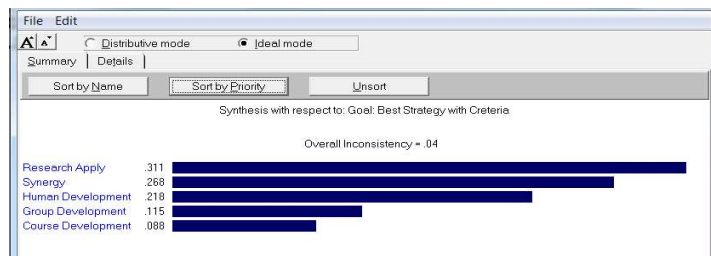 File Edit
A A Distributive mode Ideal mode
Summary Details
Sort by Name Sort by Priority Unsort
Synthesis with respect to: Goal: Best Strategy with Creteria
Overall Inconsistency = .04
Research Apply .311
Synergy .268
Human Development .218
Group Development .115
Course Development .088